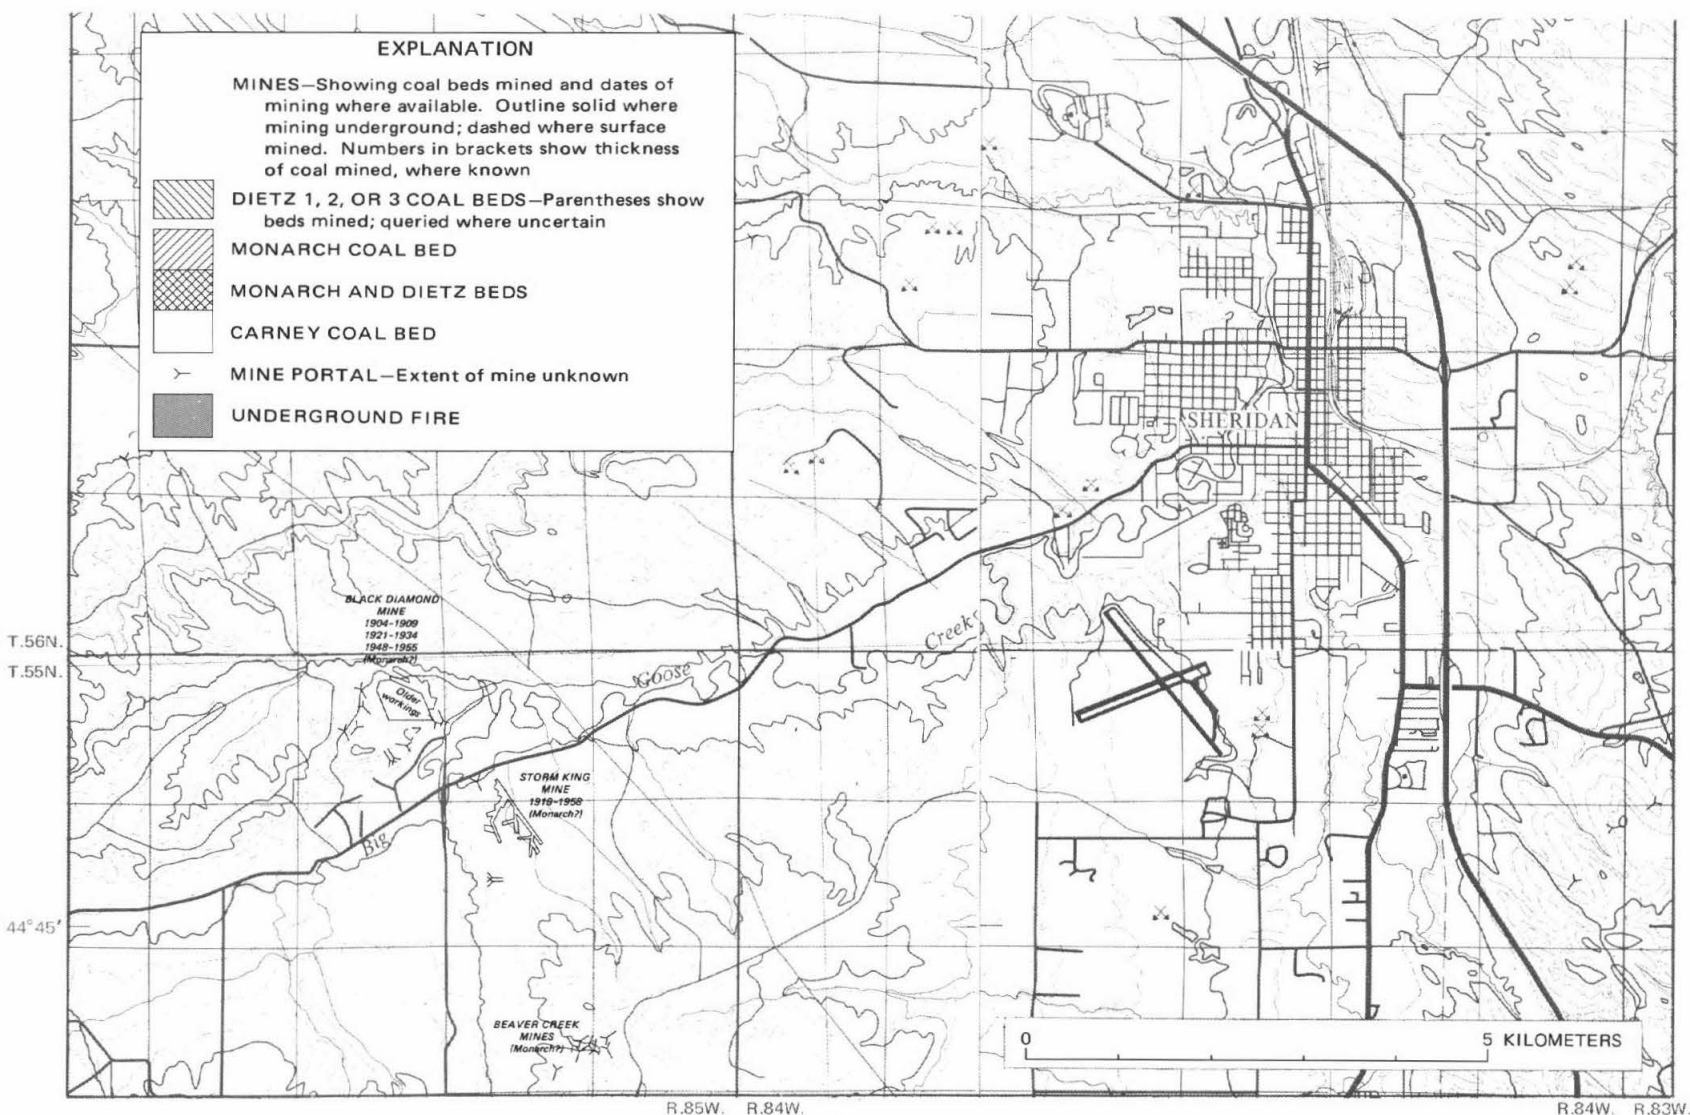 EXPLANATION
MINES—Showing coal beds mined and dates of
mining where available. Outline solid where
mining underground; dashed where surface
mined. Numbers in brackets show thickness
of coal mined, where known
DIETZ 1, 2, OR 3 COAL BEDS—Parentheses show
beds mined; queried where uncertain
MONARCH COAL BED
MONARCH AND DIETZ BEDS
CARNEY COAL BED
MINE PORTAL—Extent of mine unknown
UNDERGROUND FIRE
SHERIDAN
BLACK DIAMOND
MINE
1904-1909
1921-1934
1948-1955
(Monarch?)
T.56N.
T.55N.
Older
workings
Big
Goose
Creek
STORM KING
MINE
1919-1958
(Monarch?)
44°45'
BEAVER CREEK
MINES
(Monarch?)
0 5 KILOMETERS
R.85W. R.84W.
R.84W. R.83W.